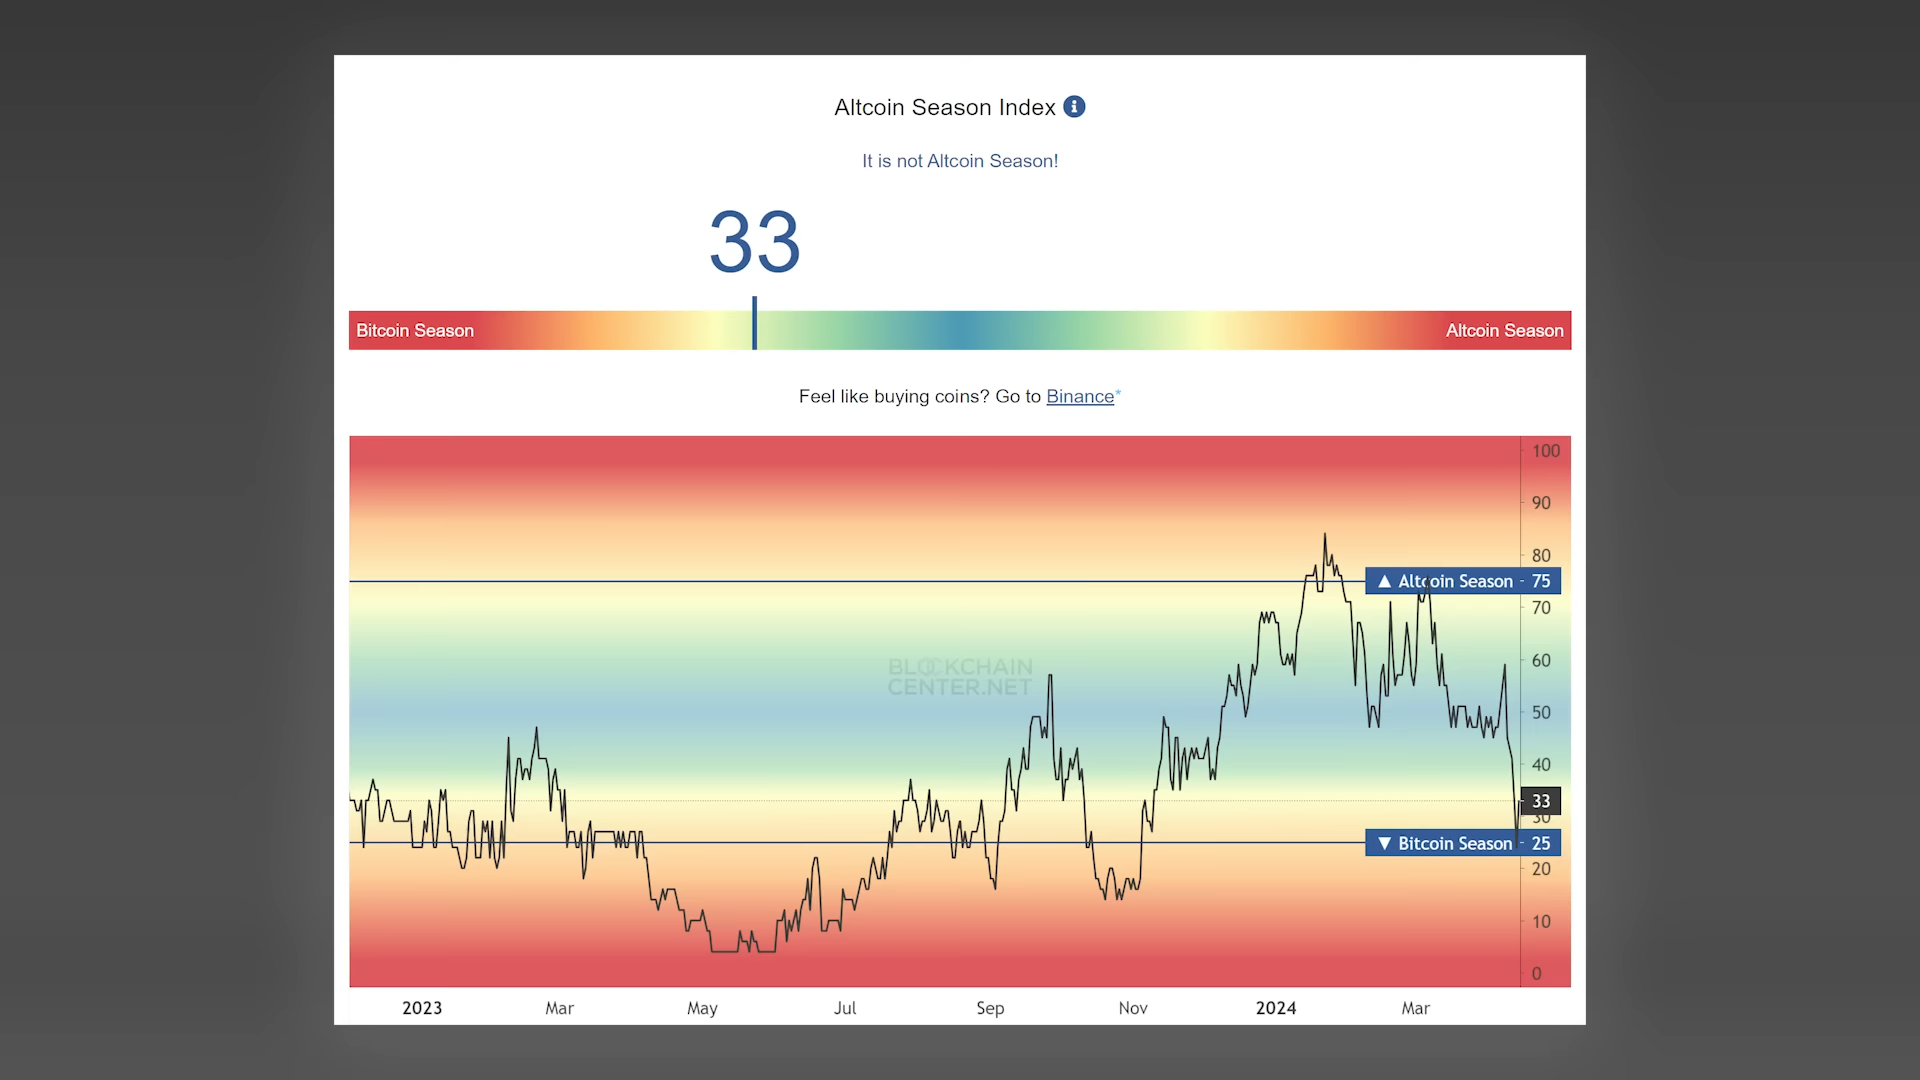 Altcoin Season Index
It is not Altcoin Season!
33
Bitcoin Season
Altcoin Season
Feel like buying coins? Go to Binance*
100
90
80
▲ Altcoin Season - 75
70
BLOCKCHAIN
CENTER.NET
60
50
40
33
30
▼ Bitcoin Season - 25
20
10
0
2023 Mar May Jul Sep Nov 2024 Mar